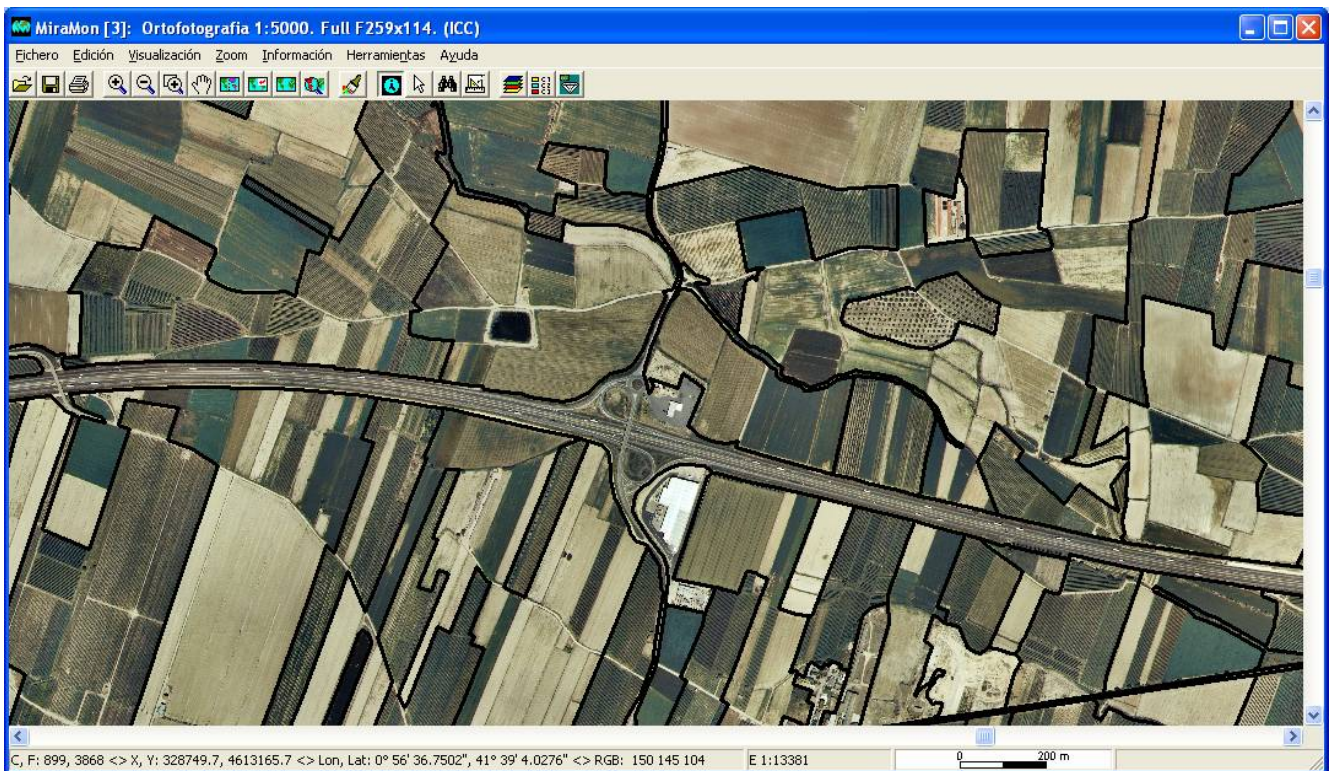 MiraMon [3]: Ortofotografia 1:5000. Full F259x114. (ICC)
Fichero Edición Visualización Zoom Información Herramientas Ayuda
C, F: 899, 3868 <> X, Y: 328749.7, 4613165.7 <> Lon, Lat: 0° 56' 36.7502", 41° 39' 4.0276" <> RGB: 150 145 104 E 1:13381 0 200 m